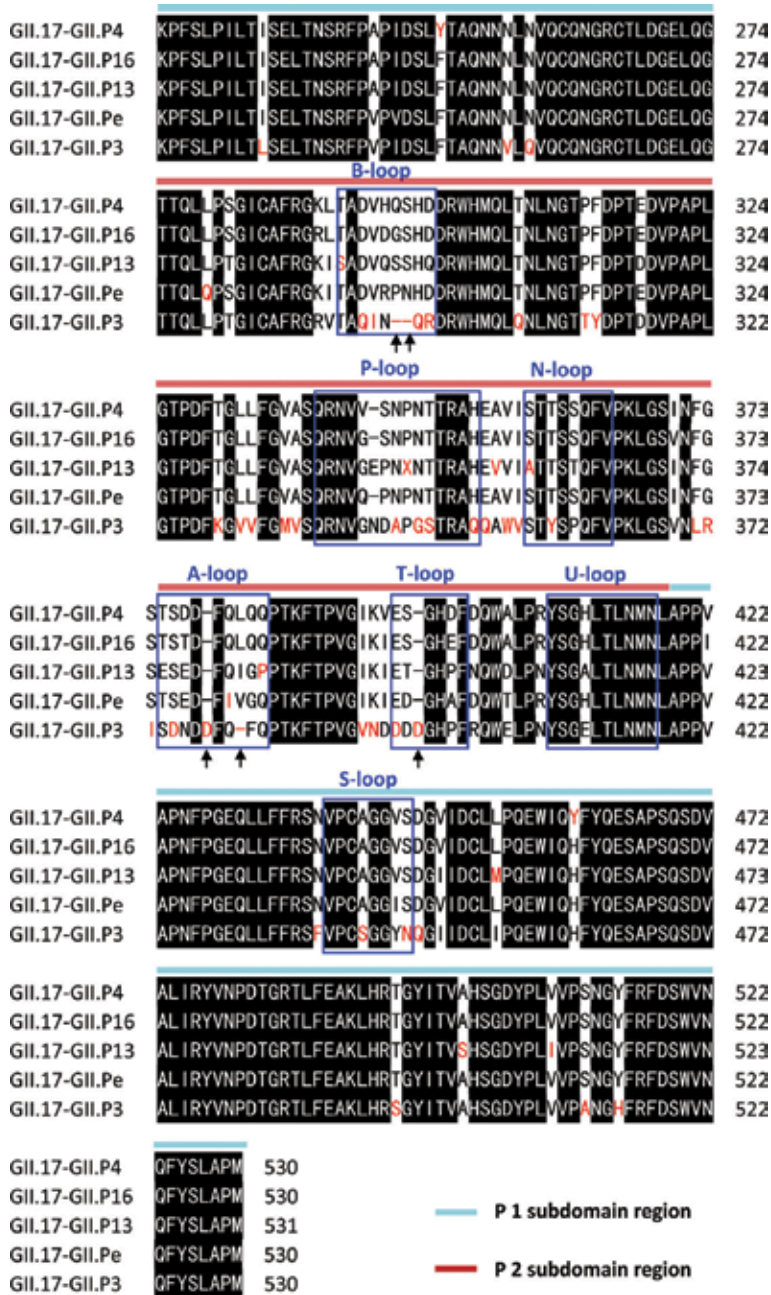 GII.17-GII.P4 KPFSLPILTISELTNSRFPAPIDSLYTAQNNNLNVQCQNGRCTLDGELQG 274
GII.17-GII.P16 KPFSLPILTISELTNSRFPAPIDSLFTAQNNNLNVQCQNGRCTLDGELQG 274
GII.17-GII.P13 KPFSLPILTISELTNSRFPAPIDSLFTAQNNNLNVQCQNGRCTLDGELQG 274
GII.17-GII.Pe KPFSLPILTISELTNSRFPVPVDSLFTAQNNNLNVQCQNGRCTLDGELQG 274
GII.17-GII.P3 KPFSLPILTLSELTNSRFPVPIDSLFTAQNNVLQVQCQNGRCTLDGELQG 274
B-loop
GII.17-GII.P4 TTQLLPSGICAFRGKLTADVHQSHDDRWHMQLTNLNGTPFDPTEDVPAPL 324
GII.17-GII.P16 TTQLLPSGICAFRGRLTADVDGSHDDRWHMQLTNLNGTPFDPTEDVPAPL 324
GII.17-GII.P13 TTQLLPTGICAFRGKISADVQSSHQDRWHMQLTNLNGTPFDPTDDVPAPL 324
GII.17-GII.Pe TTQLQPSGICAFRGKITADVRPNHDDRWHMQLTNLNGTPFDPTEDVPAPL 324
GII.17-GII.P3 TTQLLPTGICAFRGRVTAQIN--QRDRWHMQLQNLNGTTYDPTDDVPAPL 322
P-loop N-loop
GII.17-GII.P4 GTPDFTGLLFGVASQRNVV-SNPNTTRAHEAVISTTSSQFVPKLGSINFG 373
GII.17-GII.P16 GTPDFTGLLFGVASQRNVG-SNPNTTRAHEAVISTTSSQFVPKLGSVNFG 373
GII.17-GII.P13 GTPDFTGLLFGVASQRNVGEPNXNTTRAHEVVIATTSTQFVPKLGSINFG 374
GII.17-GII.Pe GTPDFTGLLFGVASQRNVQ-PNPNTTRAHEAVISTTSSQFVPKLGSINFG 373
GII.17-GII.P3 GTPDFKGVVFGMVSQRNVGNDAPGSTRAQQAWVSTYSPQFVPKLGSVNLR 372
A-loop T-loop U-loop
GII.17-GII.P4 STSDD-FQLQQPTKFTPVGIKVES-GHDFDQWALPRYSGHLTLNMNLAPPV 422
GII.17-GII.P16 STSTD-FQLQQPTKFTPVGIKIES-GHEFDQWALPRYSGHLTLNMNLAPPI 422
GII.17-GII.P13 SESED-FQIGPPTKFTPVGIKIET-GHPFNQWDLPNYSGALTLNMNLAPPV 423
GII.17-GII.Pe STSED-FIVGQPTKFTPVGIKIED-GHAFDQWTLPRYSGHLTLNMNLAPPV 422
GII.17-GII.P3 ISDNDDFQ-FQPTKFTPVGVNDDDDGHPFRQWELPNYSGELTLNMNLAPPV 422
S-loop
GII.17-GII.P4 APNFPGEQLLFFRSNVPCAGGVSDGVIDCLLPQEWIQYFYQESAPSQSDV 472
GII.17-GII.P16 APNFPGEQLLFFRSNVPCAGGVSDGVIDCLLPQEWIQHFYQESAPSQSDV 472
GII.17-GII.P13 APNFPGEQLLFFRSNVPCAGGVSDGIIDCLMPQEWIQHFYQESAPSQSDV 473
GII.17-GII.Pe APNFPGEQLLFFRSNVPCAGGISDGVIDCLLPQEWIQHFYQESAPSQSDV 472
GII.17-GII.P3 APNFPGEQLLFFRSFVPCSGGYNQGIIDCLIPQEWIQHFYQESAPSQSDV 472
GII.17-GII.P4 ALIRYVNPDTGRTLFEAKLHRTGYITVAHSGDYPLVVPSNGYFRFDSWVN 522
GII.17-GII.P16 ALIRYVNPDTGRTLFEAKLHRTGYITVAHSGDYPLVVPSNGYFRFDSWVN 522
GII.17-GII.P13 ALIRYVNPDTGRTLFEAKLHRTGYITVSHSGDYPLIVPSNGYFRFDSWVN 523
GII.17-GII.Pe ALIRYVNPDTGRTLFEAKLHRTGYITVAHSGDYPLVVPSNGYFRFDSWVN 522
GII.17-GII.P3 ALIRYVNPDTGRTLFEAKLHRSGYITVAHSGDYPLVVPANGHFRFDSWVN 522
GII.17-GII.P4 QFYSLAPM 530
GII.17-GII.P16 QFYSLAPM 530
GII.17-GII.P13 QFYSLAPM 531
GII.17-GII.Pe QFYSLAPM 530
GII.17-GII.P3 QFYSLAPM 530
P 1 subdomain region
P 2 subdomain region